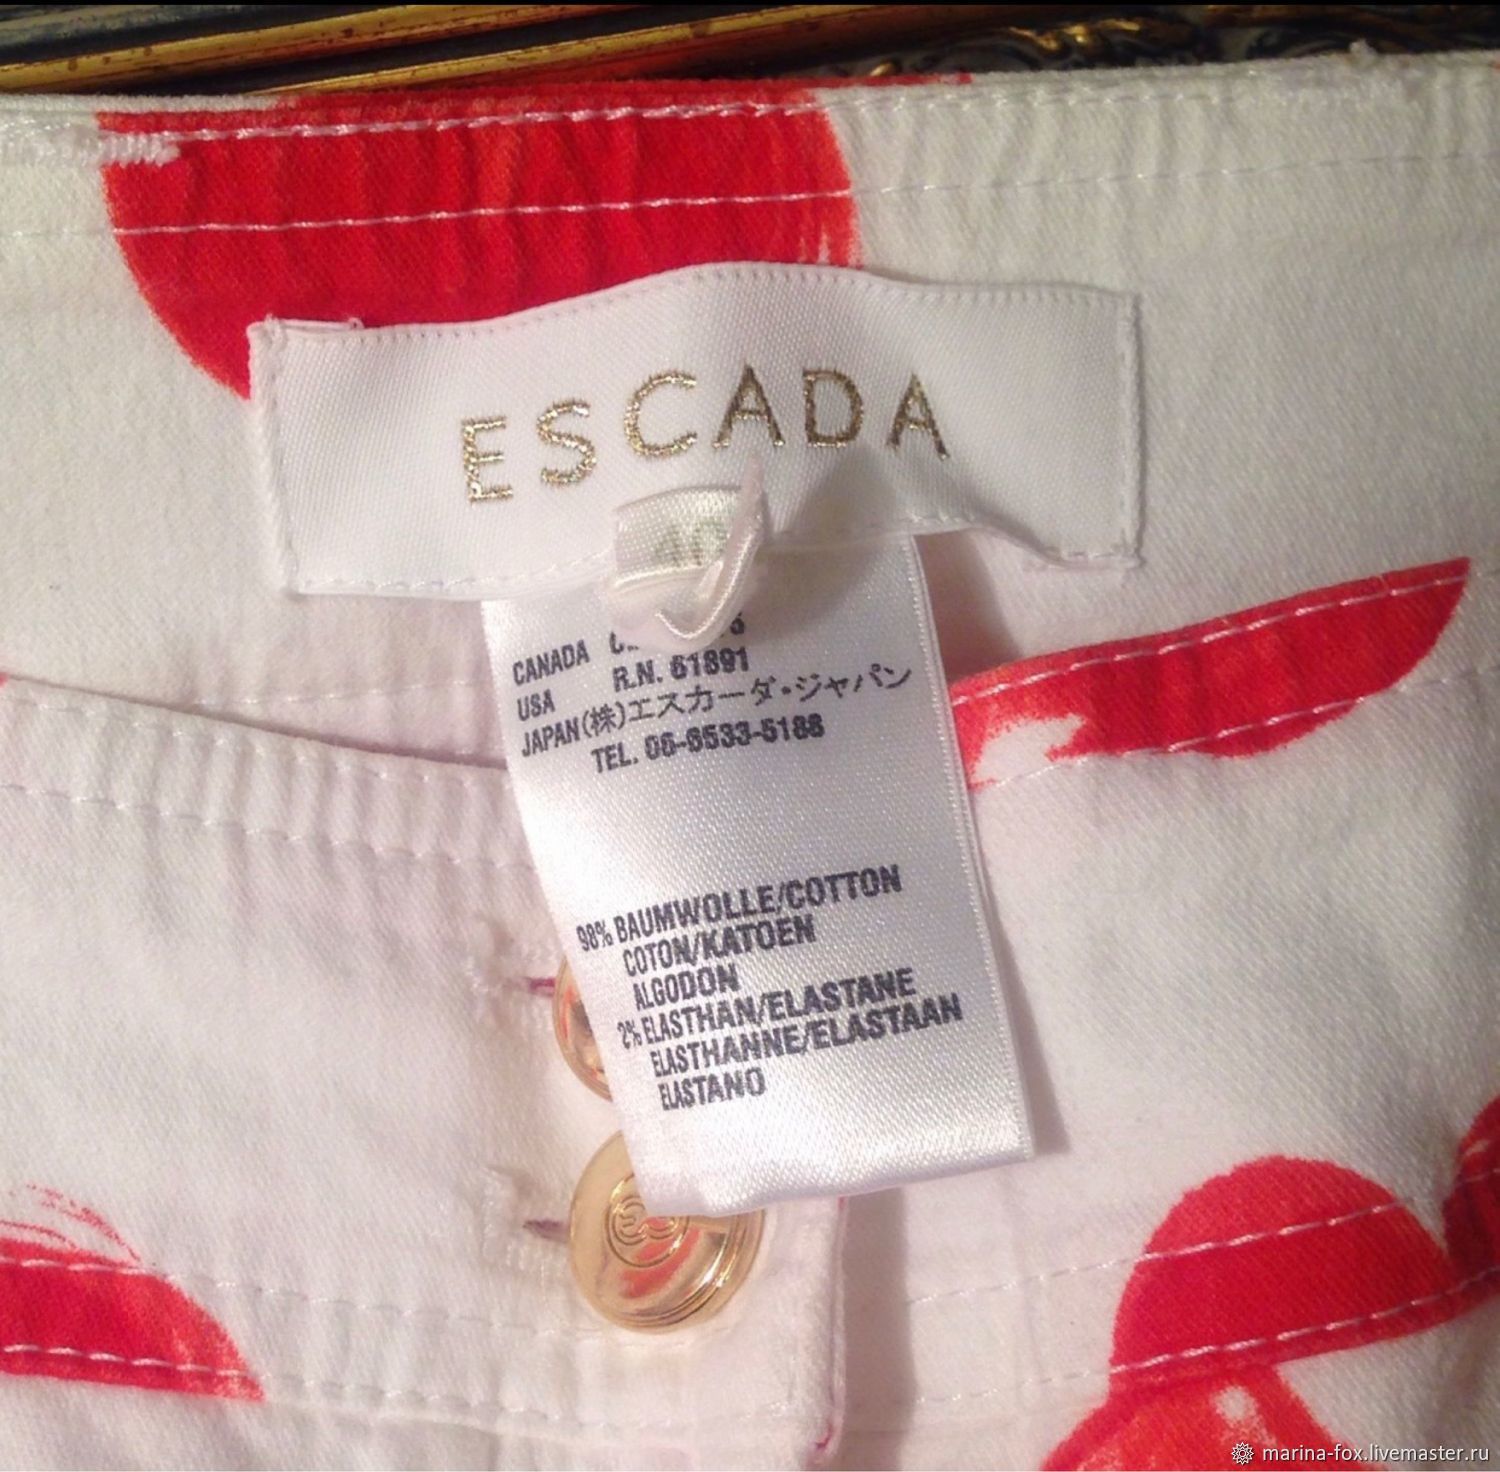 ESCADA
CANADA
USA R.N. 61891
JAPAN (株)エスカーダ・ジャパン
TEL. 06-6533-5188
98% BAUMWOLLE/COTTON
COTON/KATOEN
ALGODON
2% ELASTHAN/ELASTANE
ELASTHANNE/ELASTAAN
ELASTANO
marina-fox.livemaster.ru